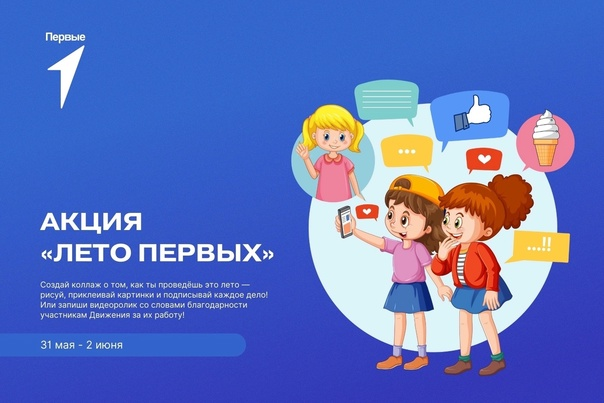 Первые
АКЦИЯ
«ЛЕТО ПЕРВЫХ»
Создай коллаж о том, как ты проведёшь это лето —
рисуй, приклеивай картинки и подписывай каждое дело!
Или запиши видеоролик со словами благодарности
участникам Движения за их работу!
31 мая - 2 июня
...!!